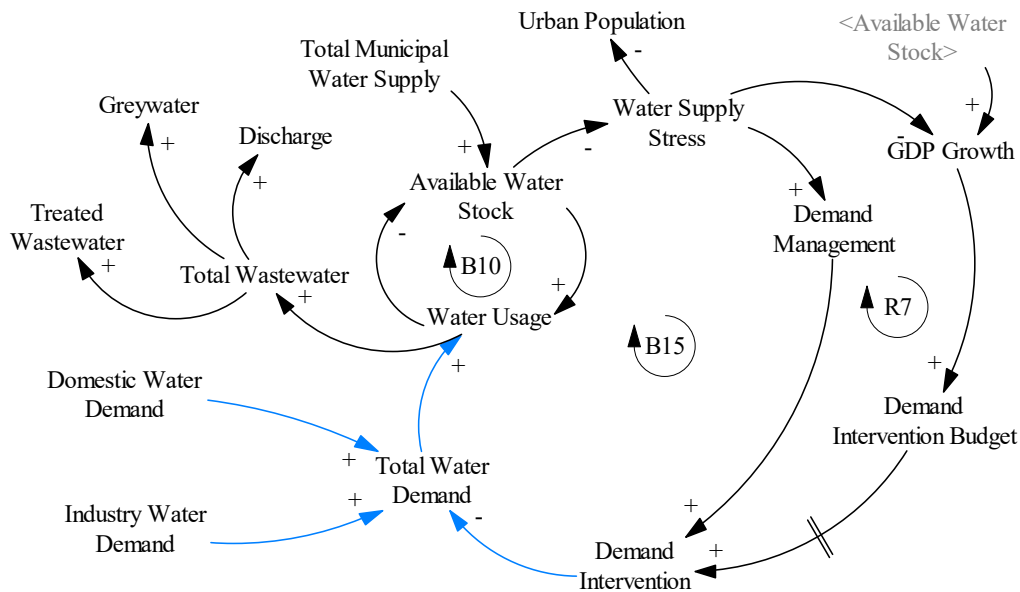 Urban Population
-
<Available Water
Stock>
Total Municipal
Water Supply
Greywater
+
Discharge
+
Water Supply
Stress
+
-
GDP Growth
+
-
Available Water
Stock
-
+
Demand
Management
Treated
Wastewater
+
Total Wastewater
+
B10
+
Water Usage
R7
B15
+
+
Domestic Water
Demand
Demand
Intervention Budget
+
Total Water
Demand
+
-
Industry Water
Demand
+
+
Demand
Intervention